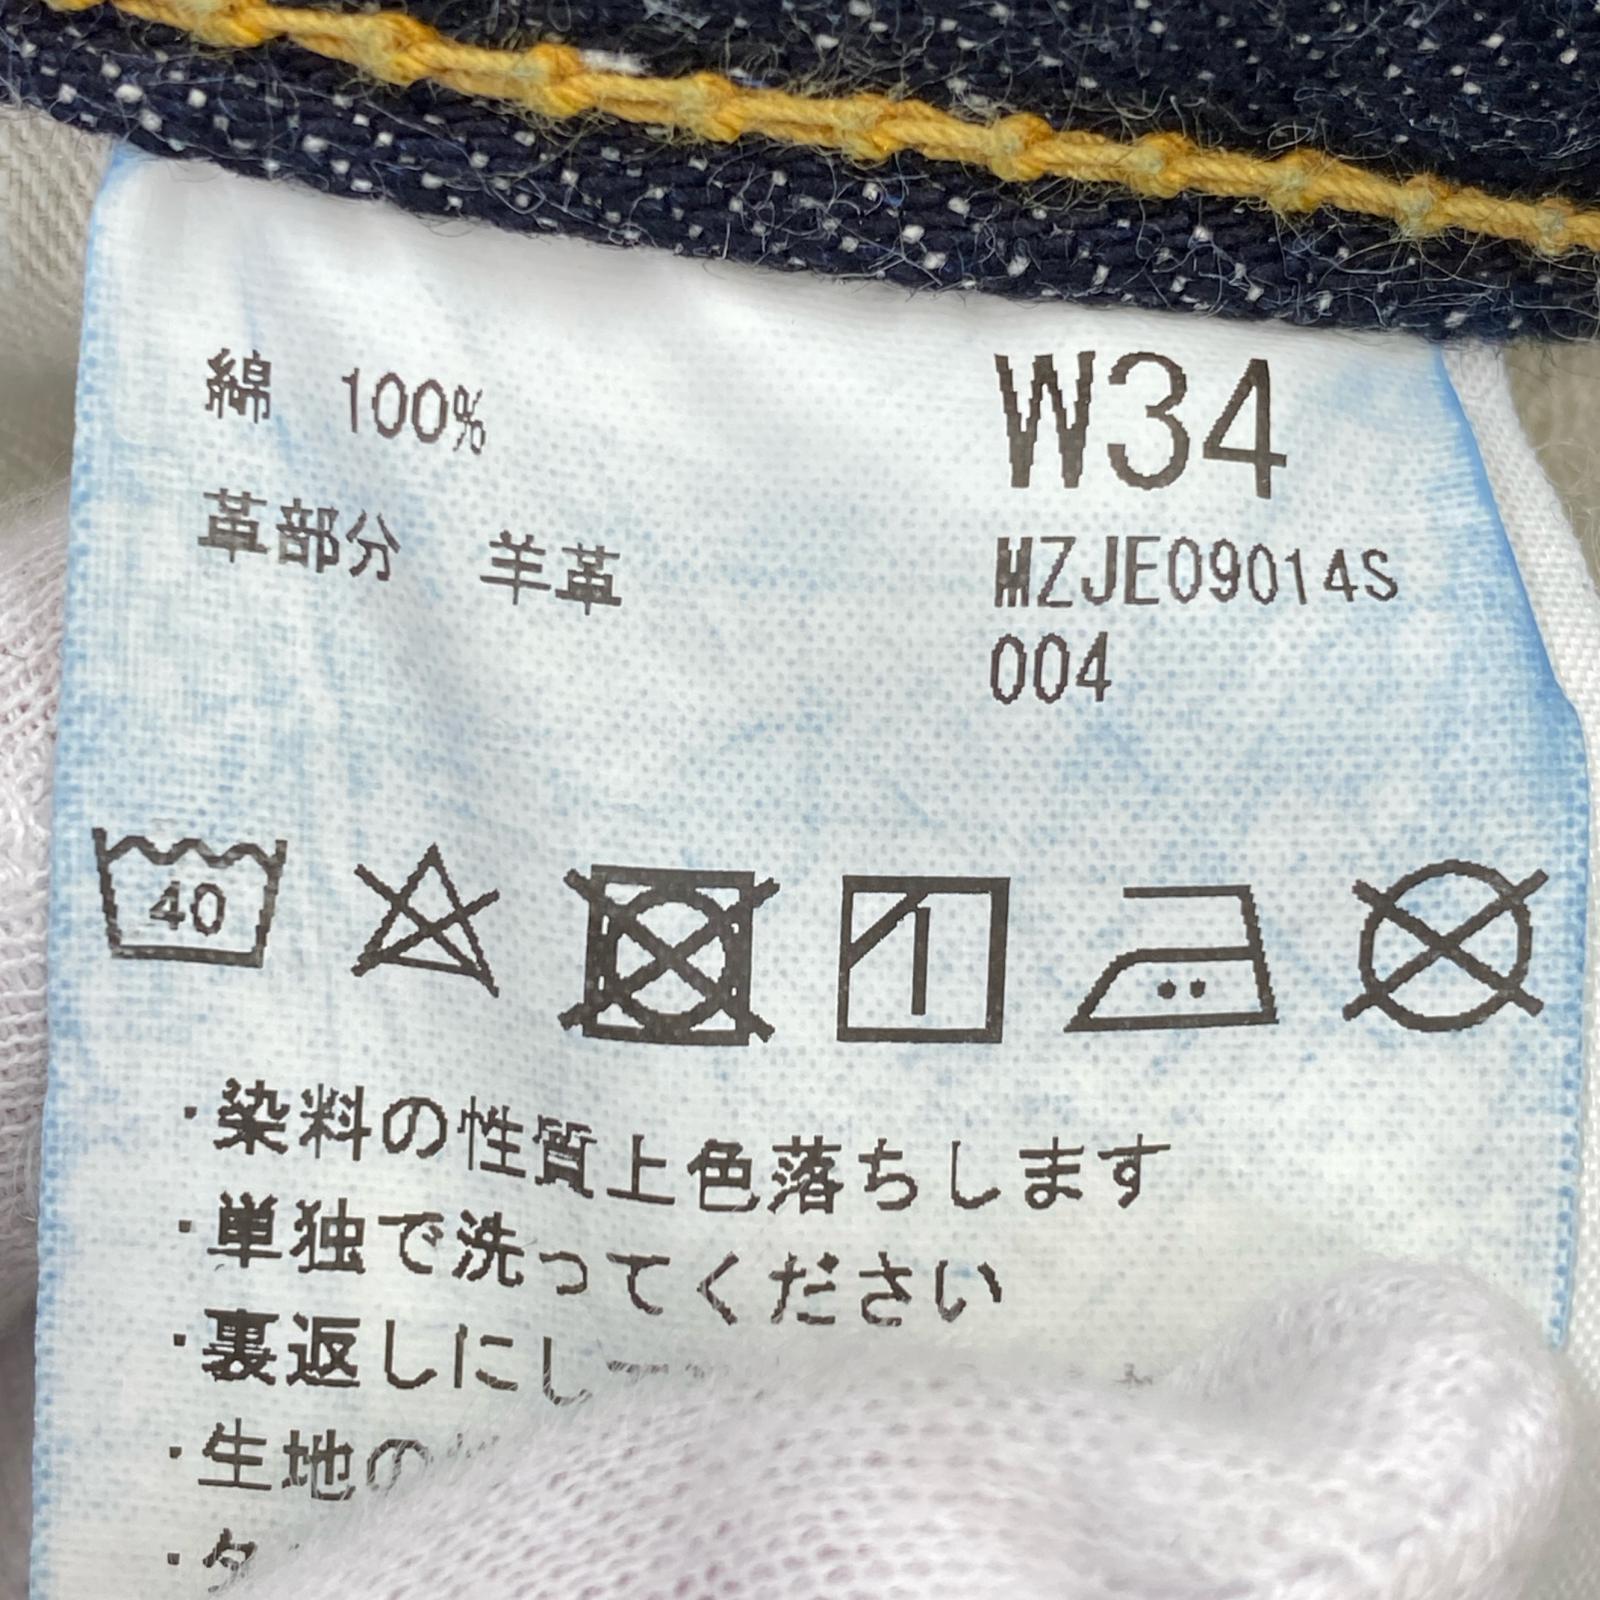 綿 100%
革部分 羊革
W34
MZJE09014S
004
40
・染料の性質上色落ちします
・単独で洗ってください
・裏返しにし
・生地の
・タ